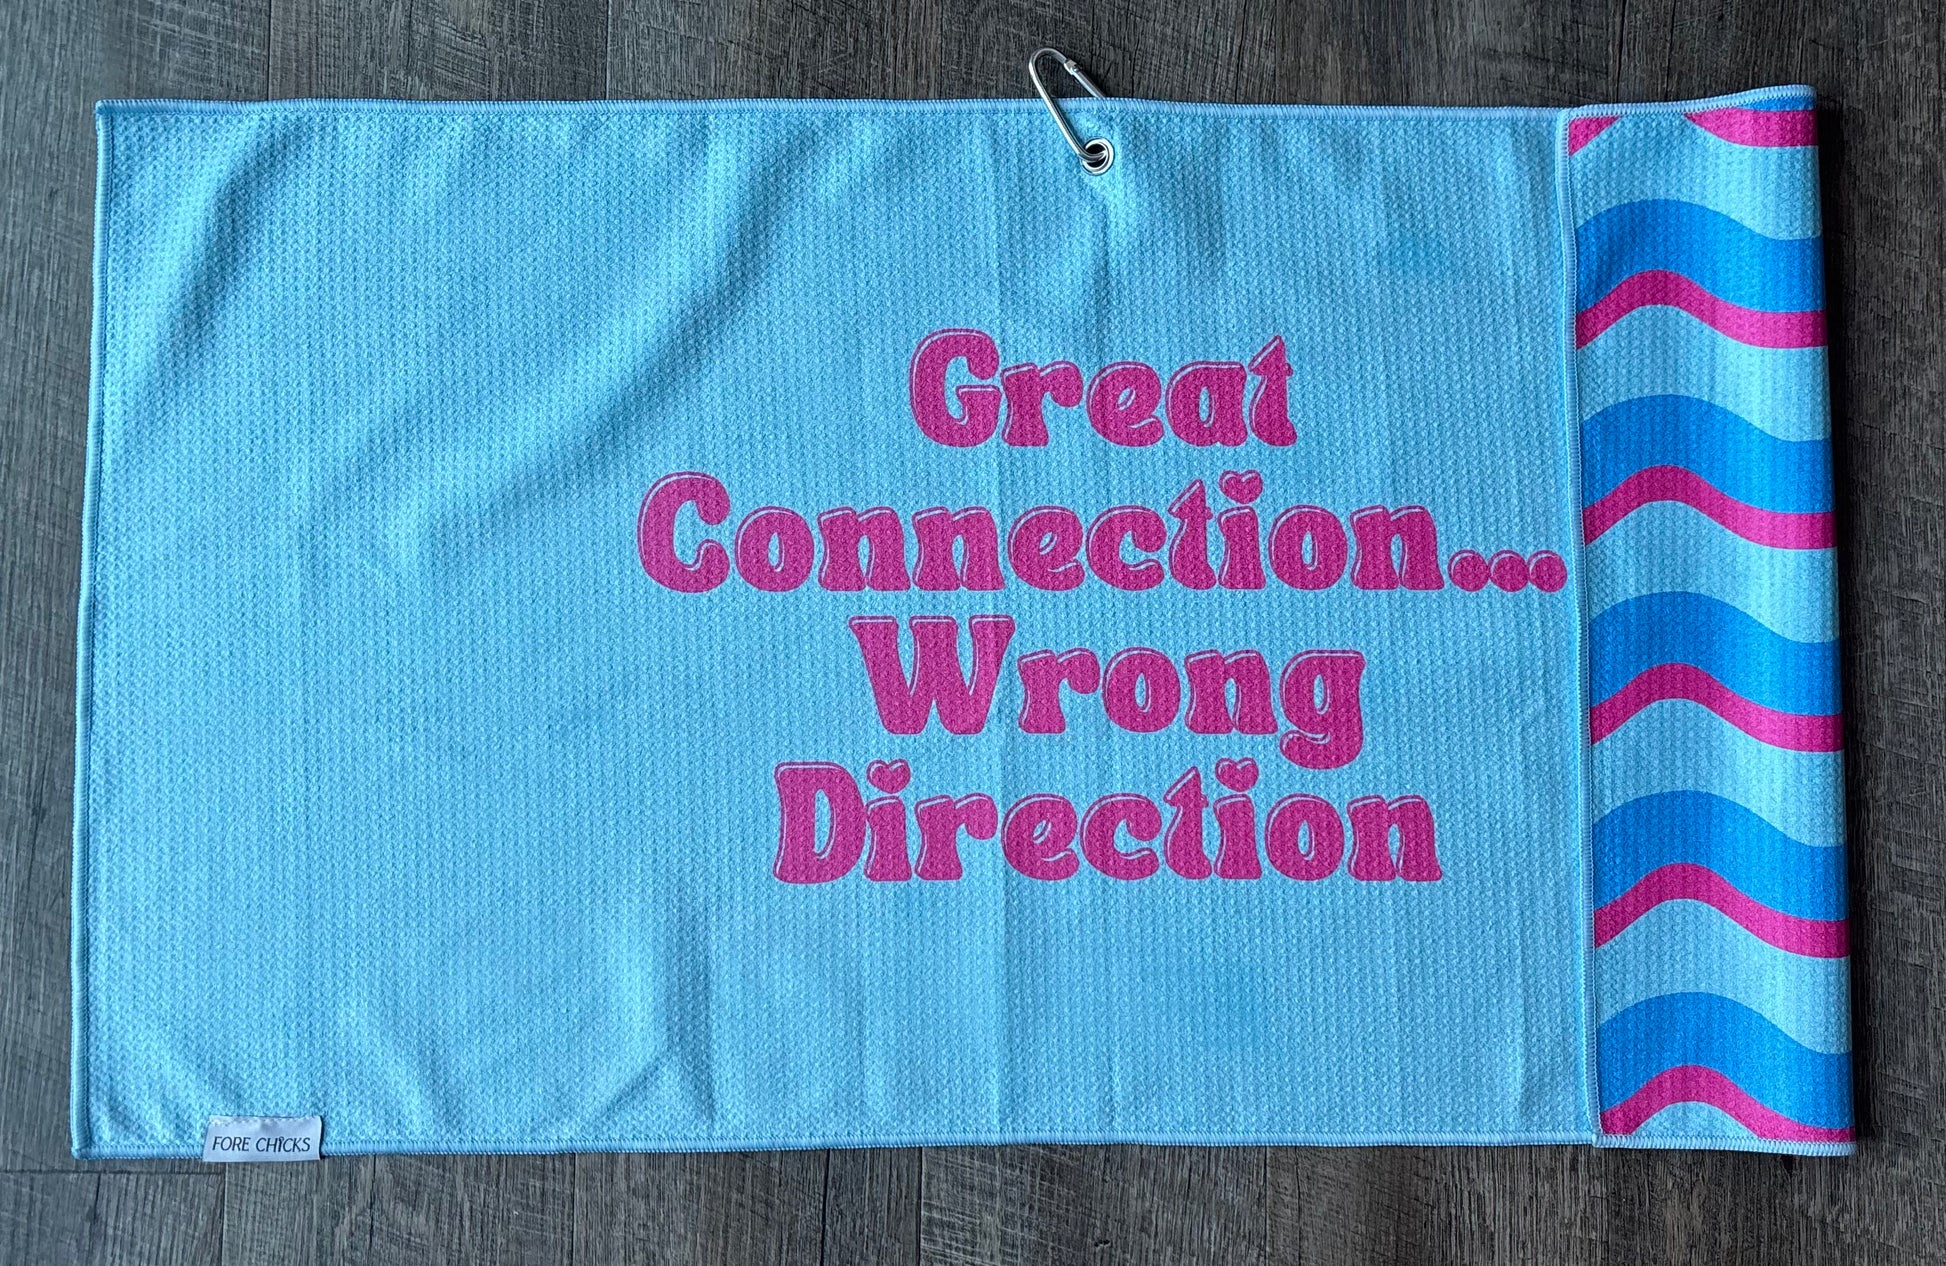 Great
Connection...
Wrong
Direction
FORE CHICKS